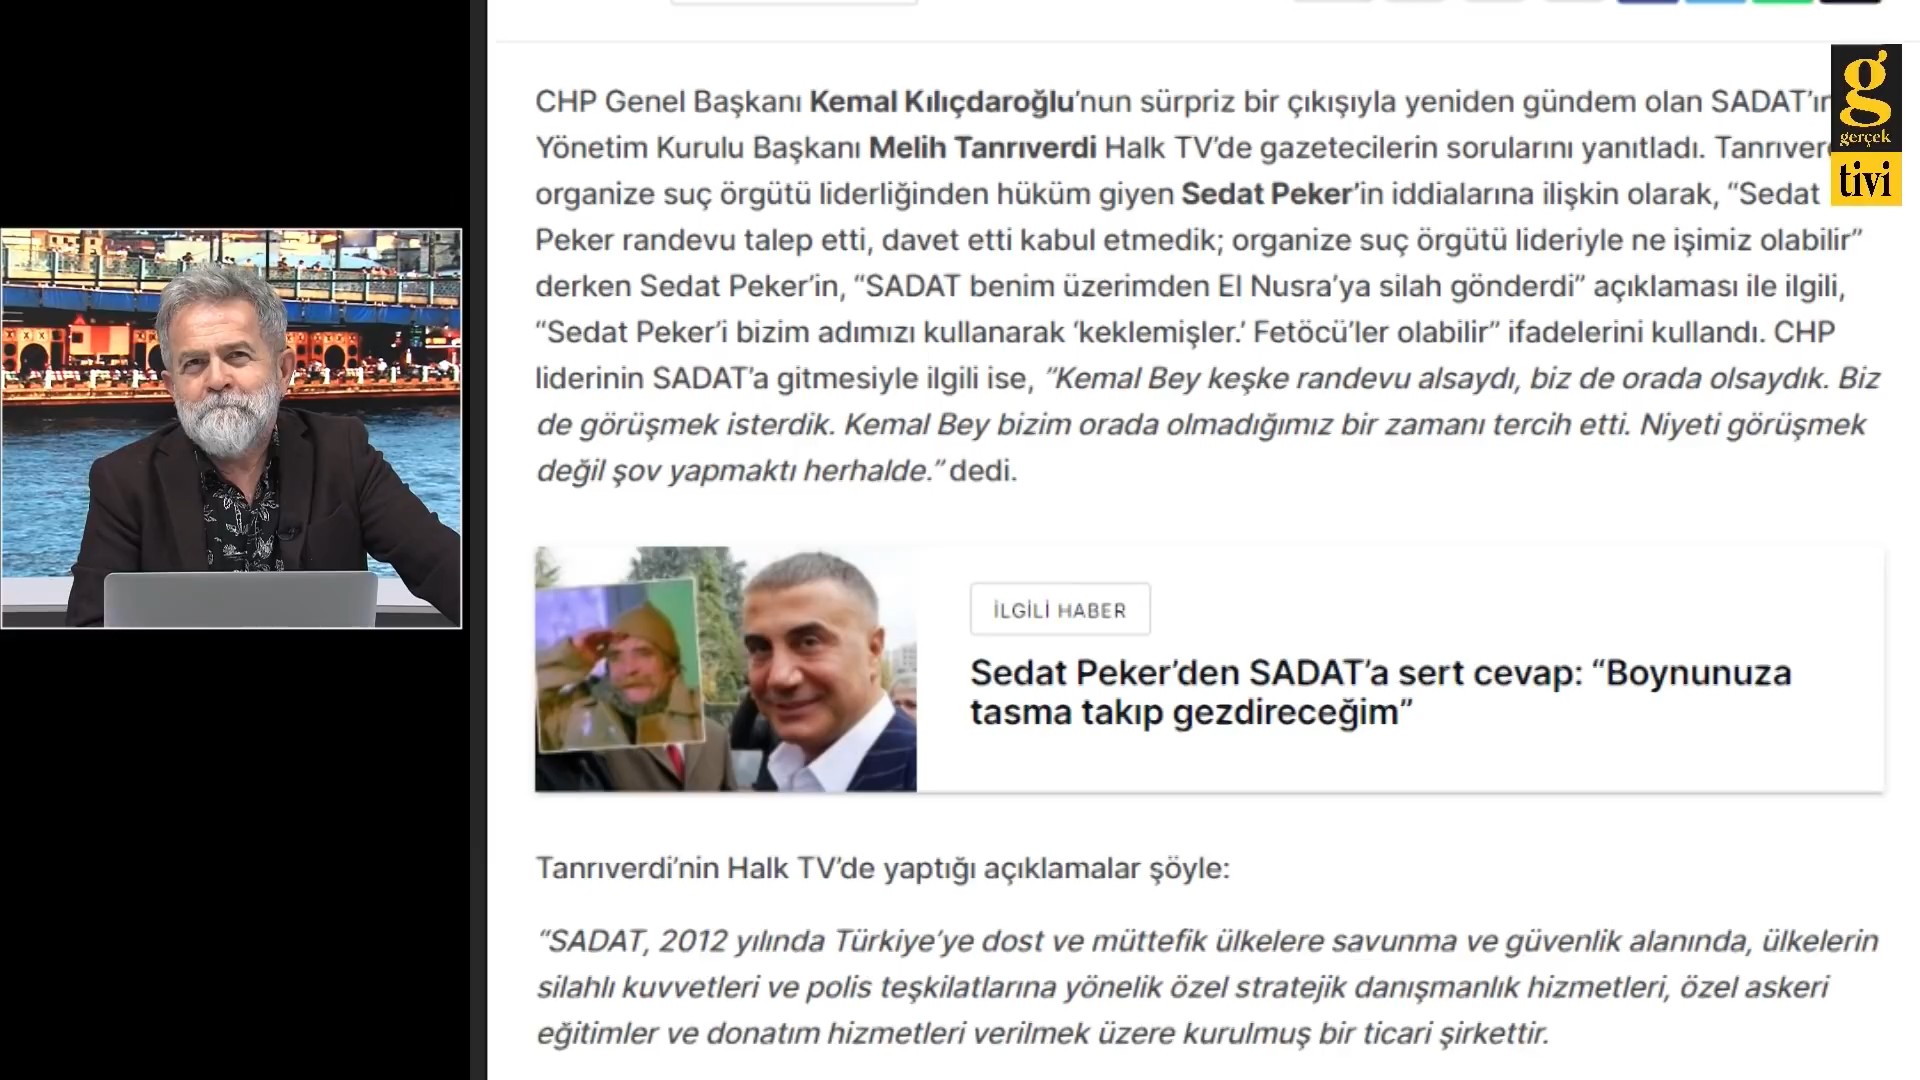 CHP Genel Başkanı Kemal Kılıçdaroğlu’nun sürpriz bir çıkışıyla yeniden gündem olan SADAT’ın
Yönetim Kurulu Başkanı Melih Tanrıverdi Halk TV’de gazetecilerin sorularını yanıtladı.
organize suç örgütü liderliğinden hüküm giyen Sedat Peker’in iddialarına ilişkin olarak, “Sedat
Peker randevu talep etti, davet etti kabul etmedik; organize suç örgütü lideriyle ne işimiz olabilir”
derken Sedat Peker’in, “SADAT benim üzerimden El Nusra’ya silah gönderdi” açıklaması ile ilgili,
“Sedat Peker’i bizim adımızı kullanarak ‘keklemişler.’ Fetöcü’ler olabilir” ifadelerini kullandı. CHP
liderinin SADAT’a gitmesiyle ilgili ise, “Kemal Bey keşke randevu alsaydı, biz de orada olsaydık. Biz
de görüşmek isterdik. Kemal Bey bizim orada olmadığımız bir zamanı tercih etti. Niyeti görüşmek
değil şov yapmaktı herhalde.” dedi.
İLGİLİ HABER
Sedat Peker’den SADAT’a sert cevap: “Boynunuza
tasma takıp gezdireceğim”
Tanrıverdi’nin Halk TV’de yaptığı açıklamalar şöyle:
“SADAT, 2012 yılında Türkiye’ye dost ve müttefik ülkelere savunma ve güvenlik alanında, ülkelerin
silahlı kuvvetleri ve polis teşkilatlarına yönelik özel stratejik danışmanlık hizmetleri, özel askeri
eğitimler ve donatım hizmetleri verilmek üzere kurulmuş bir ticari şirkettir.
g
gerçek
tivi